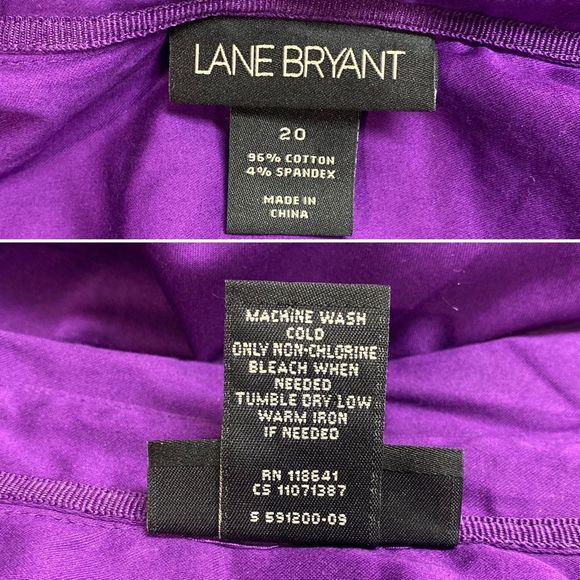 LANE BRYANT
20
96% COTTON
4% SPANDEX
MADE IN
CHINA
MACHINE WASH
COLD
ONLY NON-CHLORINE
BLEACH WHEN
NEEDED
TUMBLE DRY LOW
WARM IRON
IF NEEDED
RN 118641
CS 11071387
S 591200-09